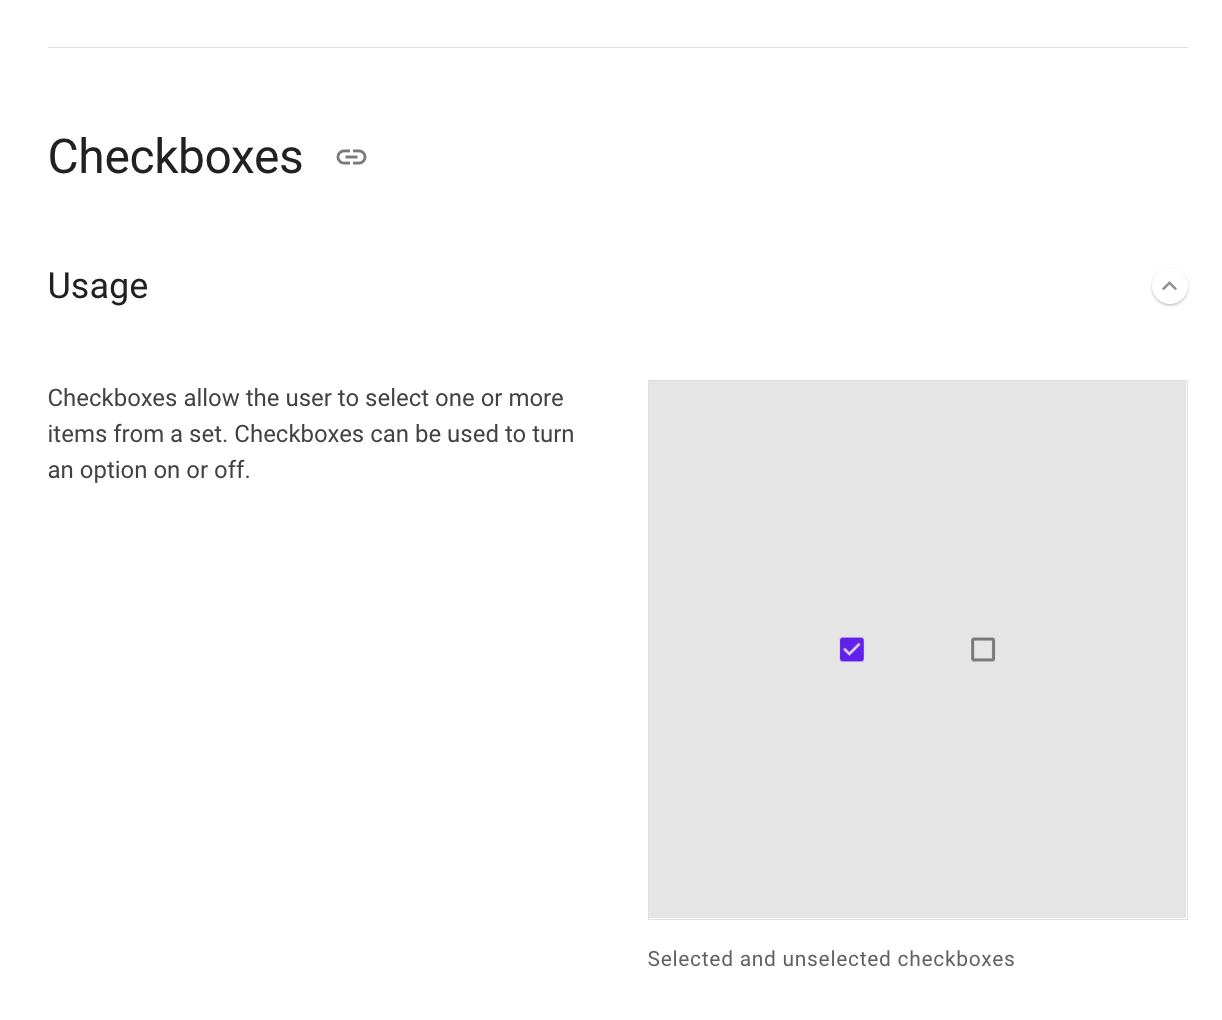 Checkboxes
Usage
Checkboxes allow the user to select one or more
items from a set. Checkboxes can be used to turn
an option on or off.
Selected and unselected checkboxes